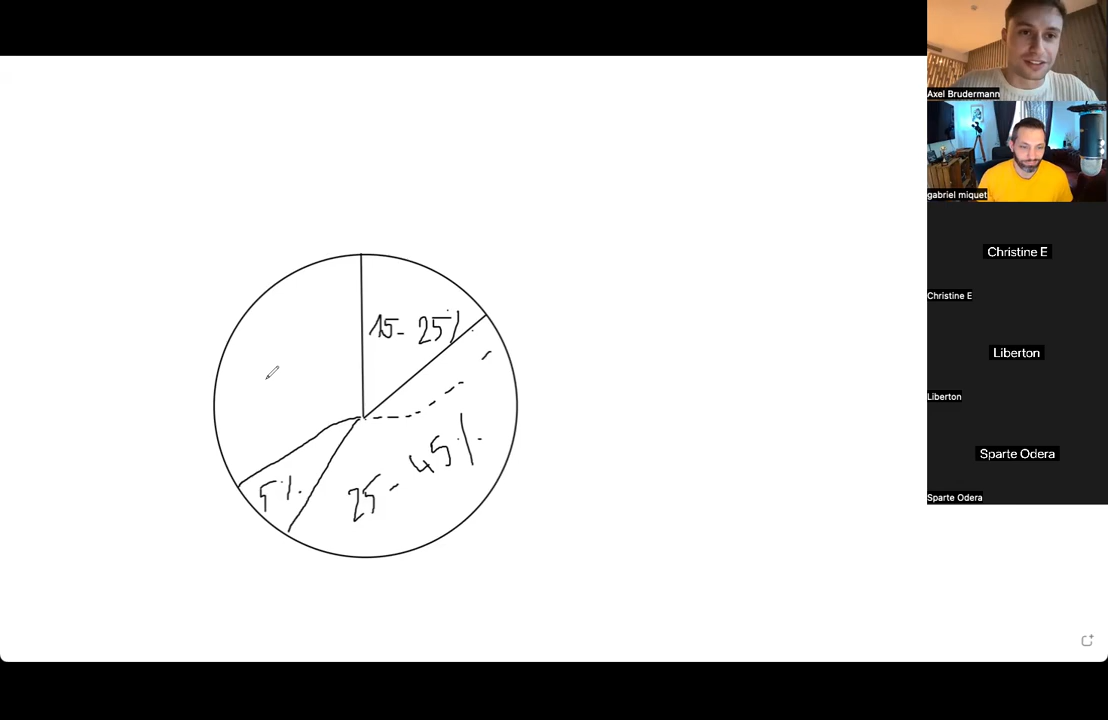 15-25%
25-45%
5%
Axel Brudermann
gabriel miquet
Christine E
Christine E
Liberton
Liberton
Sparte Odera
Sparte Odera